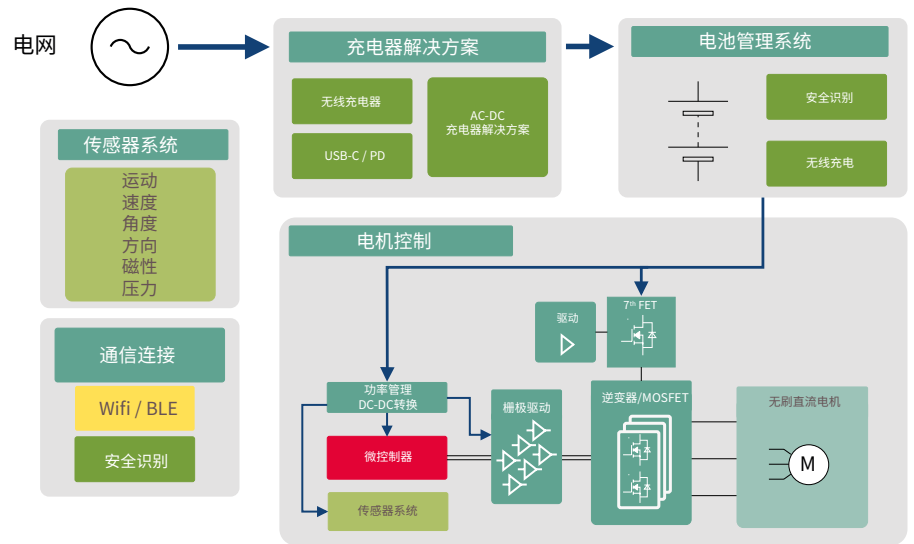 电网
充电器解决方案
无线充电器
USB-C / PD
AC-DC
充电器解决方案
电池管理系统
安全识别
无线充电
传感器系统
运动
速度
角度
方向
磁性
压力
通信连接
Wifi / BLE
安全识别
电机控制
驱动
7th FET
功率管理
DC-DC转换
微控制器
传感器系统
栅极驱动
逆变器/MOSFET
无刷直流电机
M